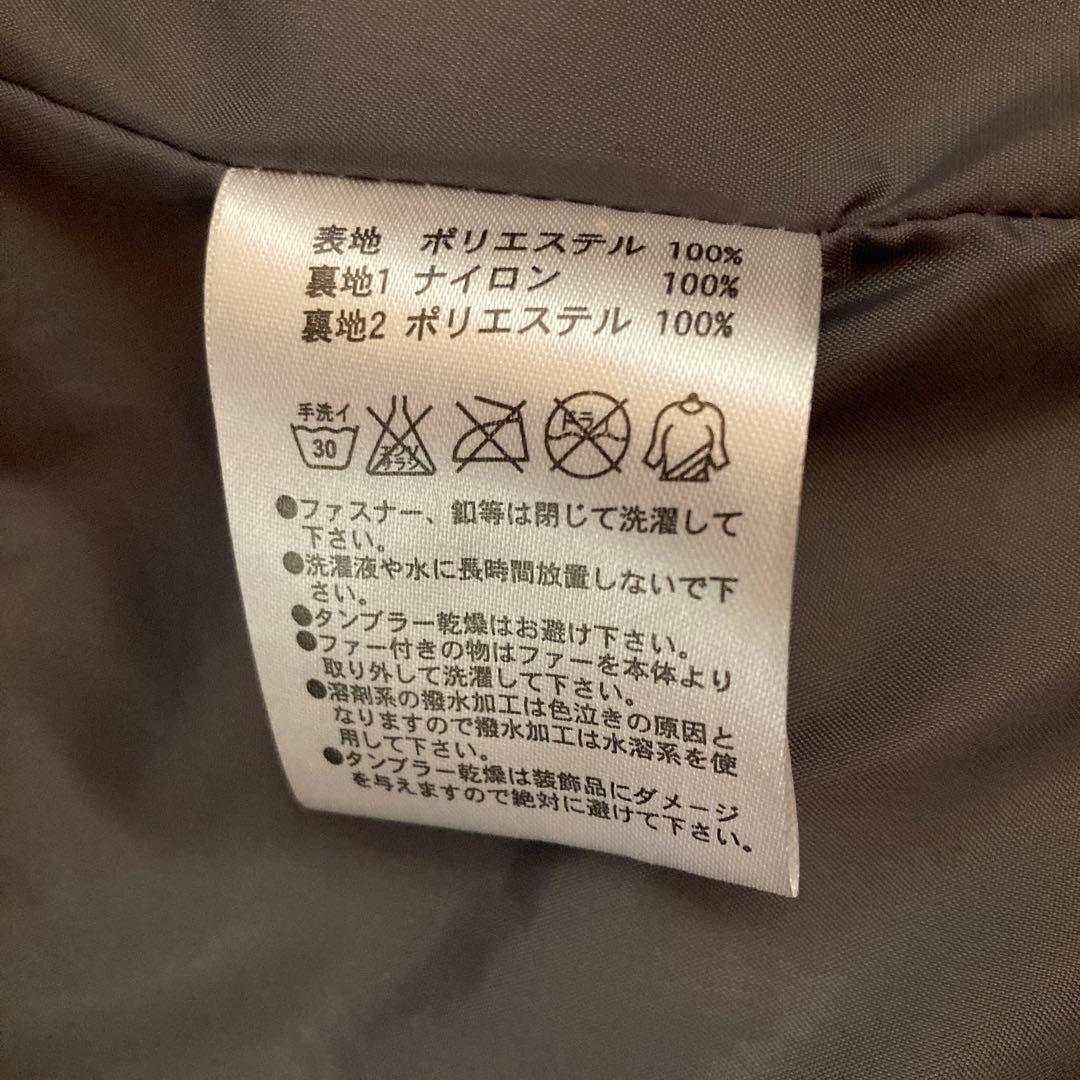 表地 ポリエステル 100%
裏地1 ナイロン 100%
裏地2 ポリエステル 100%
手洗イ
30
エンソ
チラシ
ドライ
●ファスナー、釦等は閉じて洗濯して
下さい。
●洗濯液や水に長時間放置しないで下
さい。
●タンブラー乾燥はお避け下さい。
●ファー付きの物はファーを本体より
取り外して洗濯して下さい。
●溶剤系の撥水加工は色泣きの原因と
なりますので撥水加工は水溶系を使
用して下さい。
●タンブラー乾燥は装飾品にダメージ
を与えますので絶対に避けて下さい。